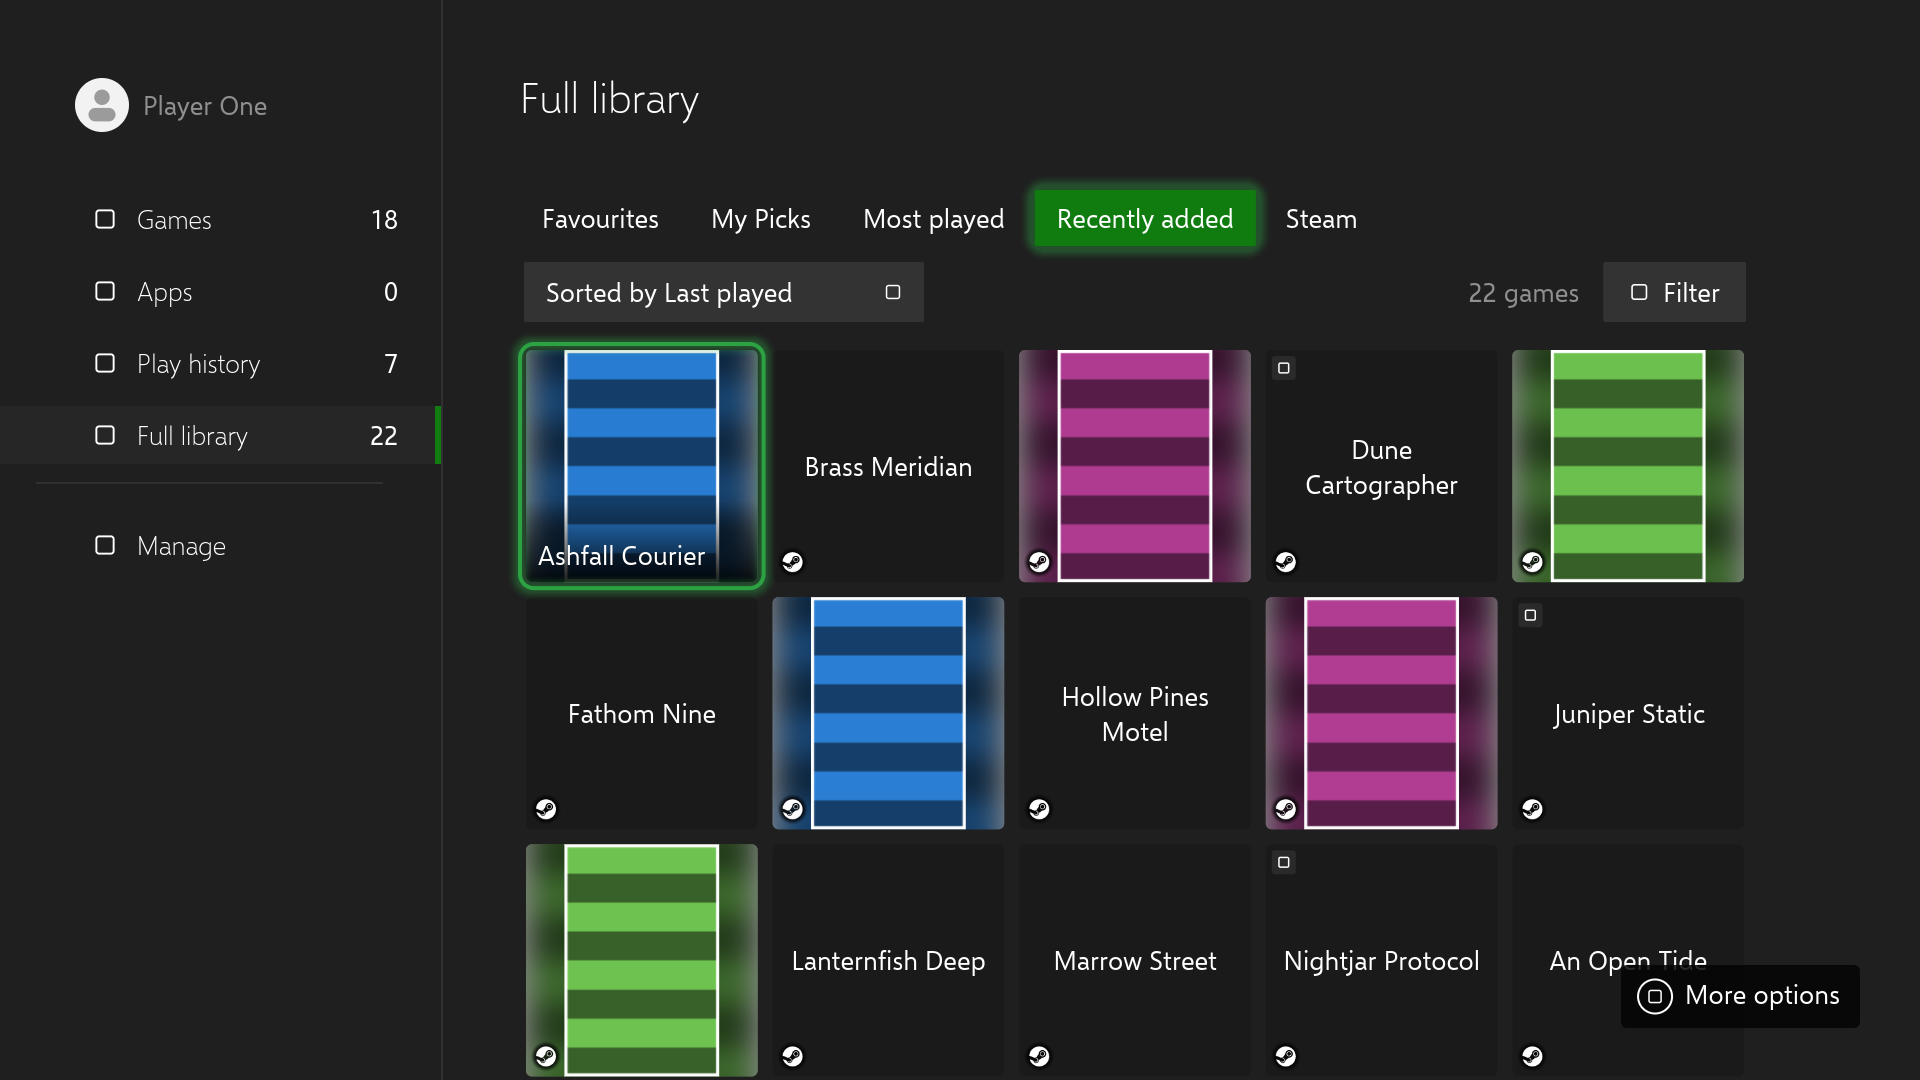 Player One
Games 18
Apps 0
Play history 7
Full library 22
Manage
Full library
Favourites My Picks Most played Recently added Steam
Sorted by Last played
22 games
Filter
Ashfall Courier
Brass Meridian
Dune
Cartographer
Fathom Nine
Hollow Pines
Motel
Juniper Static
Lanternfish Deep
Marrow Street
Nightjar Protocol
An Open Tide
More options